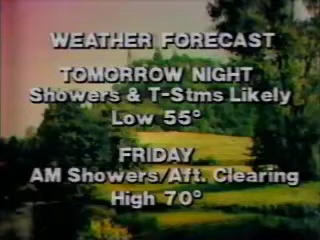 WEATHER FORECAST
TOMORROW NIGHT
Showers & T-Stms Likely
Low 55°
FRIDAY
AM Showers/Aft. Clearing
High 70°